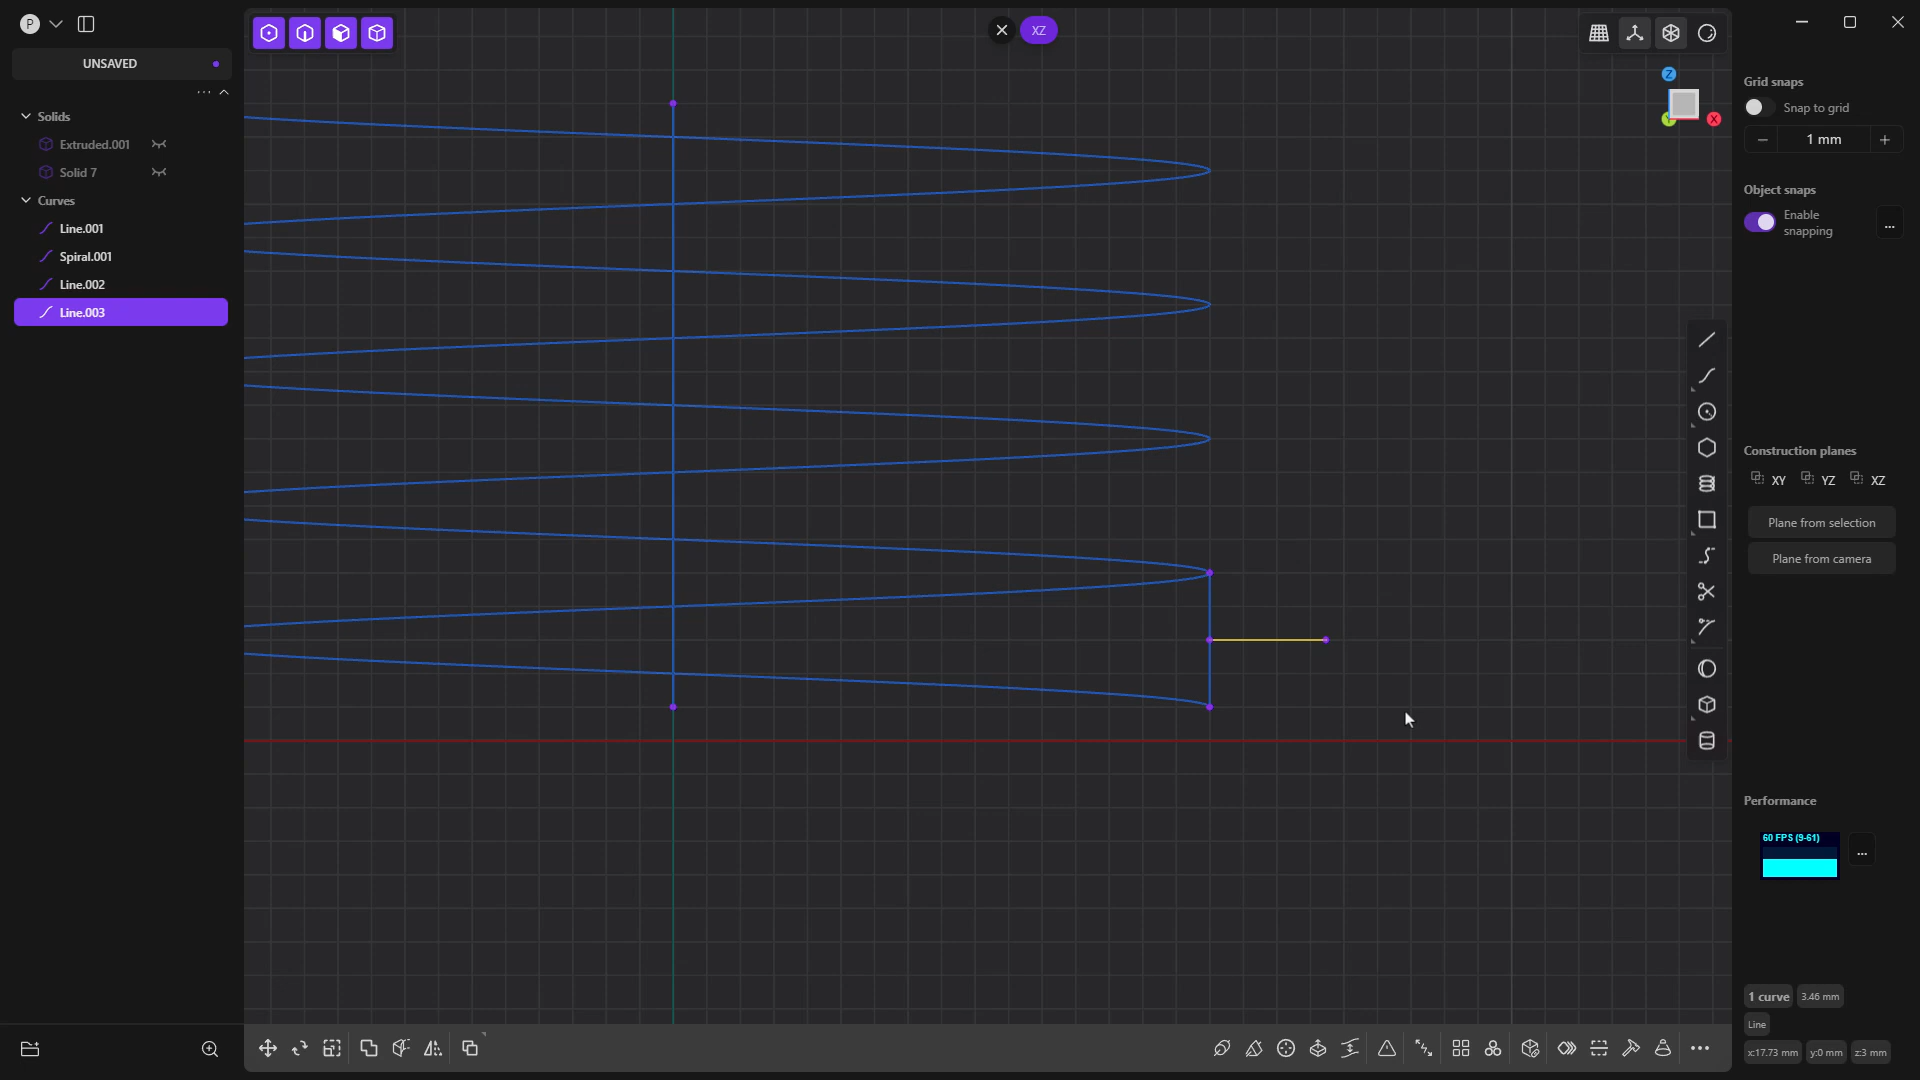 P
UNSAVED
XZ
Solids
Extruded.001
Solid 7
Curves
Line.001
Spiral.001
Line.002
Line.003
Z
X
Grid snaps
Snap to grid
1 mm
Object snaps
Enable
snapping
...
Construction planes
XY
YZ
XZ
Plane from selection
Plane from camera
Performance
60 FPS (9-61)
...
1 curve
3.46 mm
Line
x:17.73 mm
y:0 mm
z:3 mm